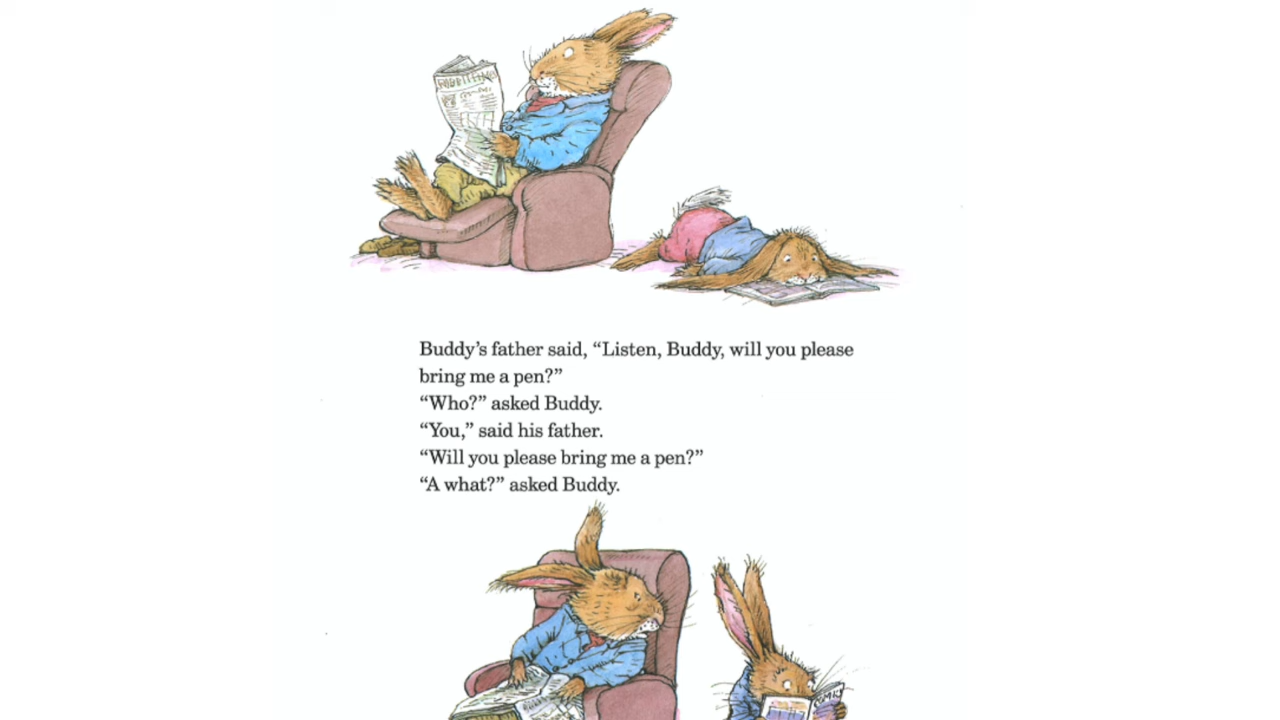 Buddy’s father said, “Listen, Buddy, will you please
bring me a pen?”
“Who?” asked Buddy.
“You,” said his father.
“Will you please bring me a pen?”
“A what?” asked Buddy.